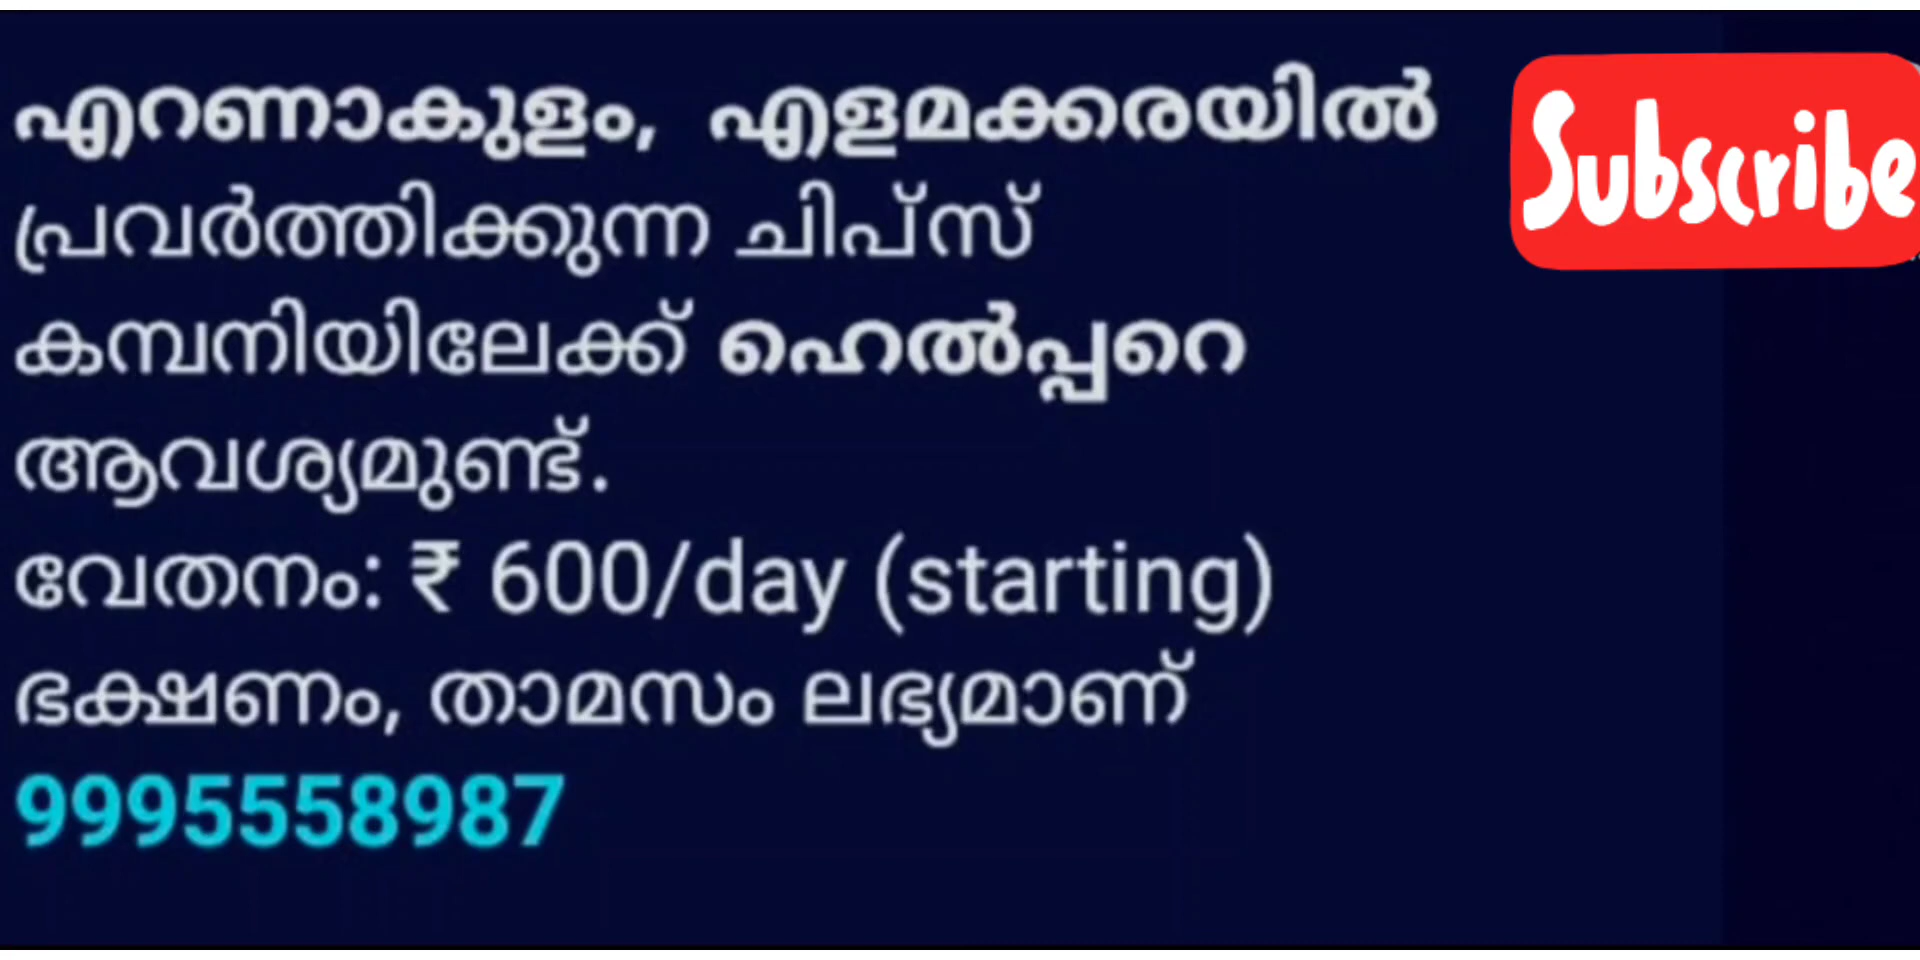 എറണാകുളം, എളമക്കരയിൽ
പ്രവർത്തിക്കുന്ന ചിപ്സ്
കമ്പനിയിലേക്ക് ഹെൽപ്പറെ
ആവശ്യമുണ്ട്.
വേതനം: ₹ 600/day (starting)
ഭക്ഷണം, താമസം ലഭ്യമാണ്
9995558987
Subscribe